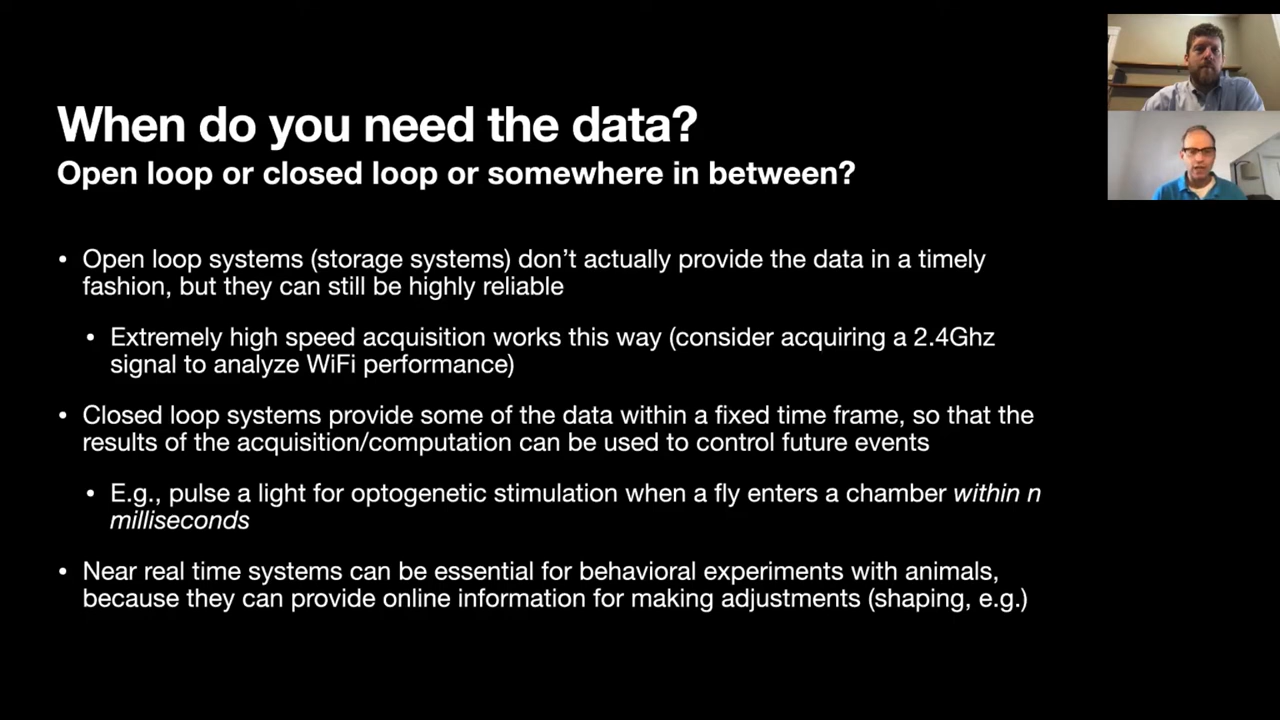 When do you need the data?
Open loop or closed loop or somewhere in between?
• Open loop systems (storage systems) don’t actually provide the data in a timely
fashion, but they can still be highly reliable
• Extremely high speed acquisition works this way (consider acquiring a 2.4Ghz
signal to analyze WiFi performance)
• Closed loop systems provide some of the data within a fixed time frame, so that the
results of the acquisition/computation can be used to control future events
• E.g., pulse a light for optogenetic stimulation when a fly enters a chamber within n
milliseconds
• Near real time systems can be essential for behavioral experiments with animals,
because they can provide online information for making adjustments (shaping, e.g.)